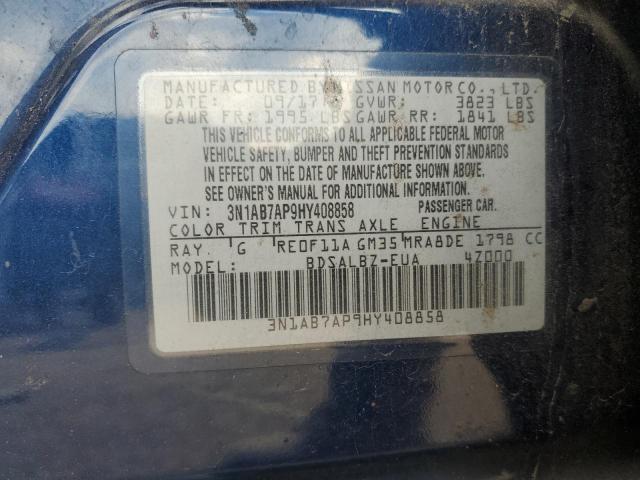 MANUFACTURED BY NISSAN MOTOR CO., LTD.
DATE: 09/17 GVWR: 3823 LBS
GAWR FR: 1995 LBS GAWR RR: 1841 LBS
THIS VEHICLE CONFORMS TO ALL APPLICABLE FEDERAL MOTOR
VEHICLE SAFETY, BUMPER AND THEFT PREVENTION STANDARDS
IN EFFECT ON THE DATE OF MANUFACTURE SHOWN ABOVE.
SEE OWNER'S MANUAL FOR ADDITIONAL INFORMATION.
VIN: 3N1AB7AP9HY408858 PASSENGER CAR.
COLOR TRIM TRANS AXLE ENGINE
RAY G RE0F11A GM35 MRA8DE 1798 CC
MODEL: BDSALBZ-EUA 4Z000
3N1AB7AP9HY408858